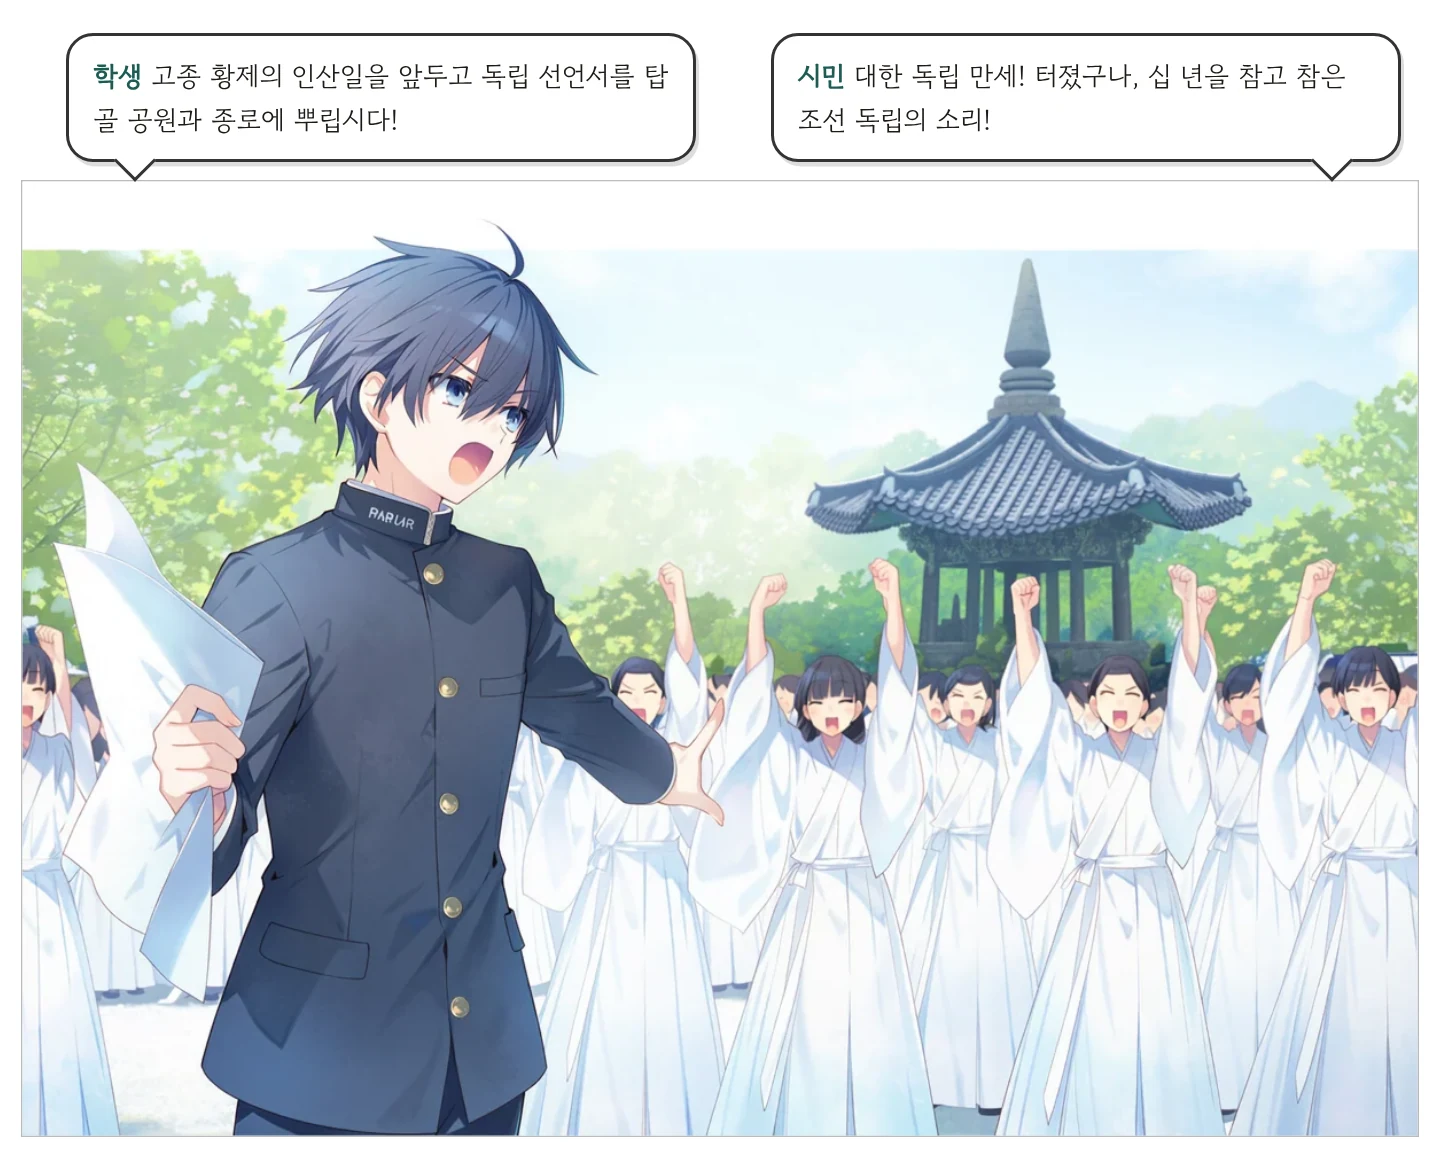 학생 고종 황제의 인산일을 앞두고 독립 선언서를 탑
골 공원과 종로에 뿌립시다!
시민 대한 독립 만세! 터졌구나, 십 년을 참고 참은
조선 독립의 소리!